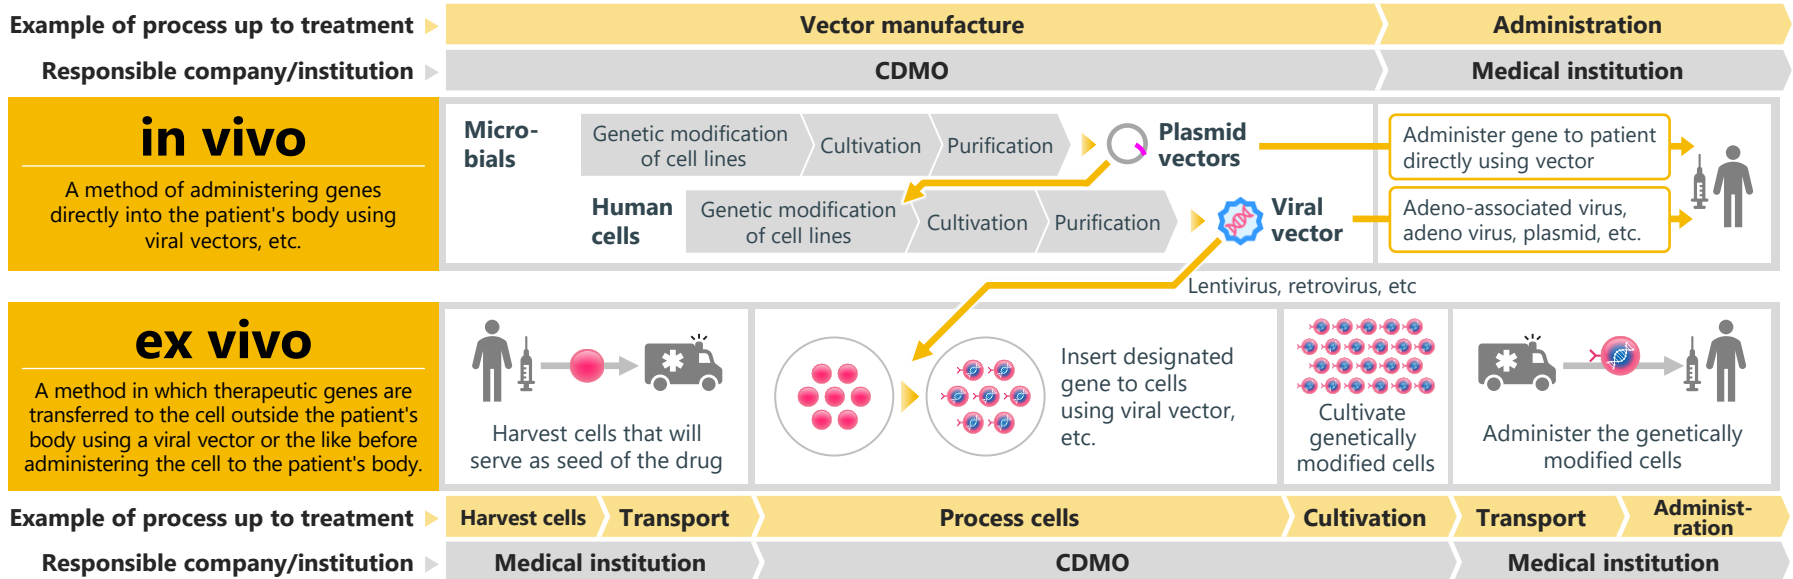 Example of process up to treatment
Vector manufacture
Administration
Responsible company/institution
CDMO
Medical institution
in vivo
A method of administering genes
directly into the patient's body using
viral vectors, etc.
Micro-
bials
Genetic modification
of cell lines
Cultivation
Purification
Plasmid
vectors
Administer gene to patient
directly using vector
Human
cells
Genetic modification
of cell lines
Cultivation
Purification
Viral
vector
Adeno-associated virus,
adeno virus, plasmid, etc.
Lentivirus, retrovirus, etc
ex vivo
A method in which therapeutic genes are
transferred to the cell outside the patient's
body using a viral vector or the like before
administering the cell to the patient's body.
Harvest cells that will
serve as seed of the drug
Insert designated
gene to cells
using viral vector,
etc.
Cultivate
genetically
modified cells
Administer the genetically
modified cells
Example of process up to treatment
Harvest cells
Transport
Process cells
Cultivation
Transport
Administ-
ration
Responsible company/institution
Medical institution
CDMO
Medical institution